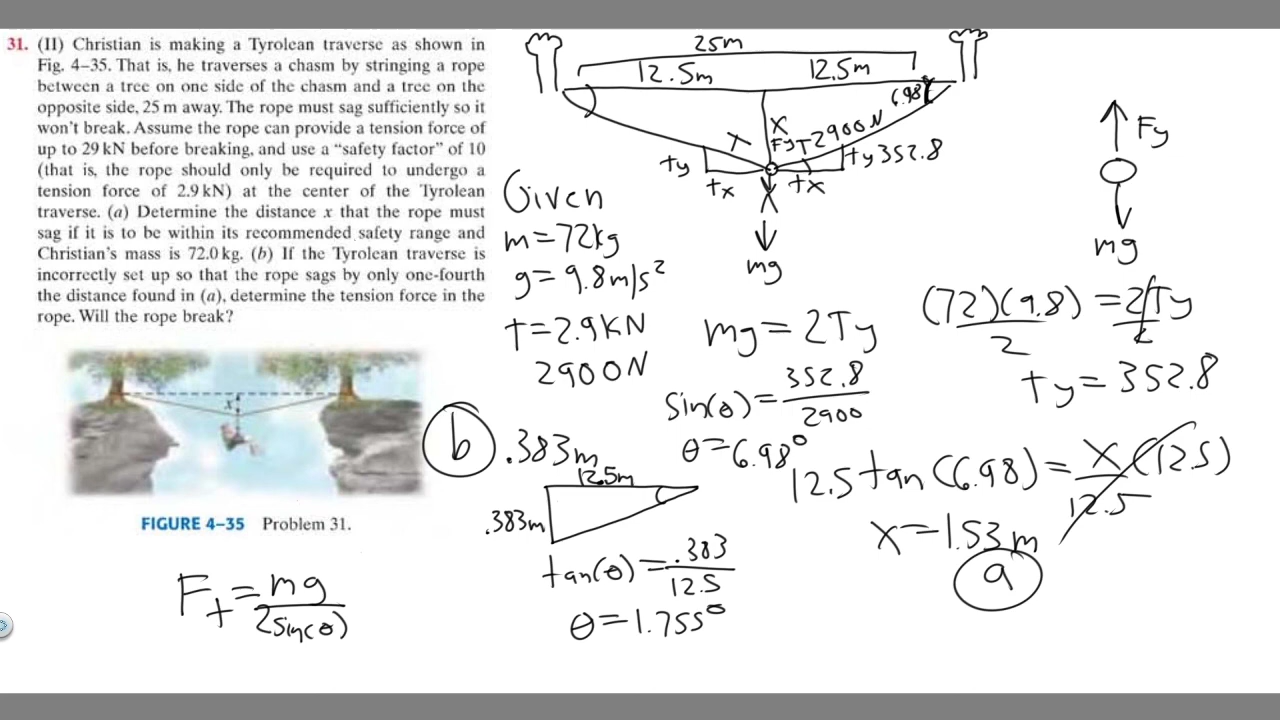 31. (II) Christian is making a Tyrolean traverse as shown in
Fig. 4–35. That is, he traverses a chasm by stringing a rope
between a tree on one side of the chasm and a tree on the
opposite side, 25 m away. The rope must sag sufficiently so it
won't break. Assume the rope can provide a tension force of
up to 29 kN before breaking, and use a "safety factor" of 10
(that is, the rope should only be required to undergo a
tension force of 2.9 kN) at the center of the Tyrolean
traverse. (a) Determine the distance x that the rope must
sag if it is to be within its recommended safety range and
Christian's mass is 72.0 kg. (b) If the Tyrolean traverse is
incorrectly set up so that the rope sags by only one-fourth
the distance found in (a), determine the tension force in the
rope. Will the rope break?
x
FIGURE 4–35 Problem 31.
F_t = mg / 2sin(θ)
25m
12.5m 12.5m
6.98
X X Fy T 2900N
ty ty 352.8
tx tx
mg
Fy
mg
Given
m=72kg
g=9.8m/s²
t=2.9KN
2900N
mg=2Ty
Sin(θ)=352.8/2900
θ=6.98°
(72)(9.8)/2 = 2Ty/2
ty=352.8
12.5 tan(6.98)= X/12.5 (12.5)
x=1.53m
a
b .383m
12.5m
.383m
tan(θ)=.383/12.5
θ=1.755°